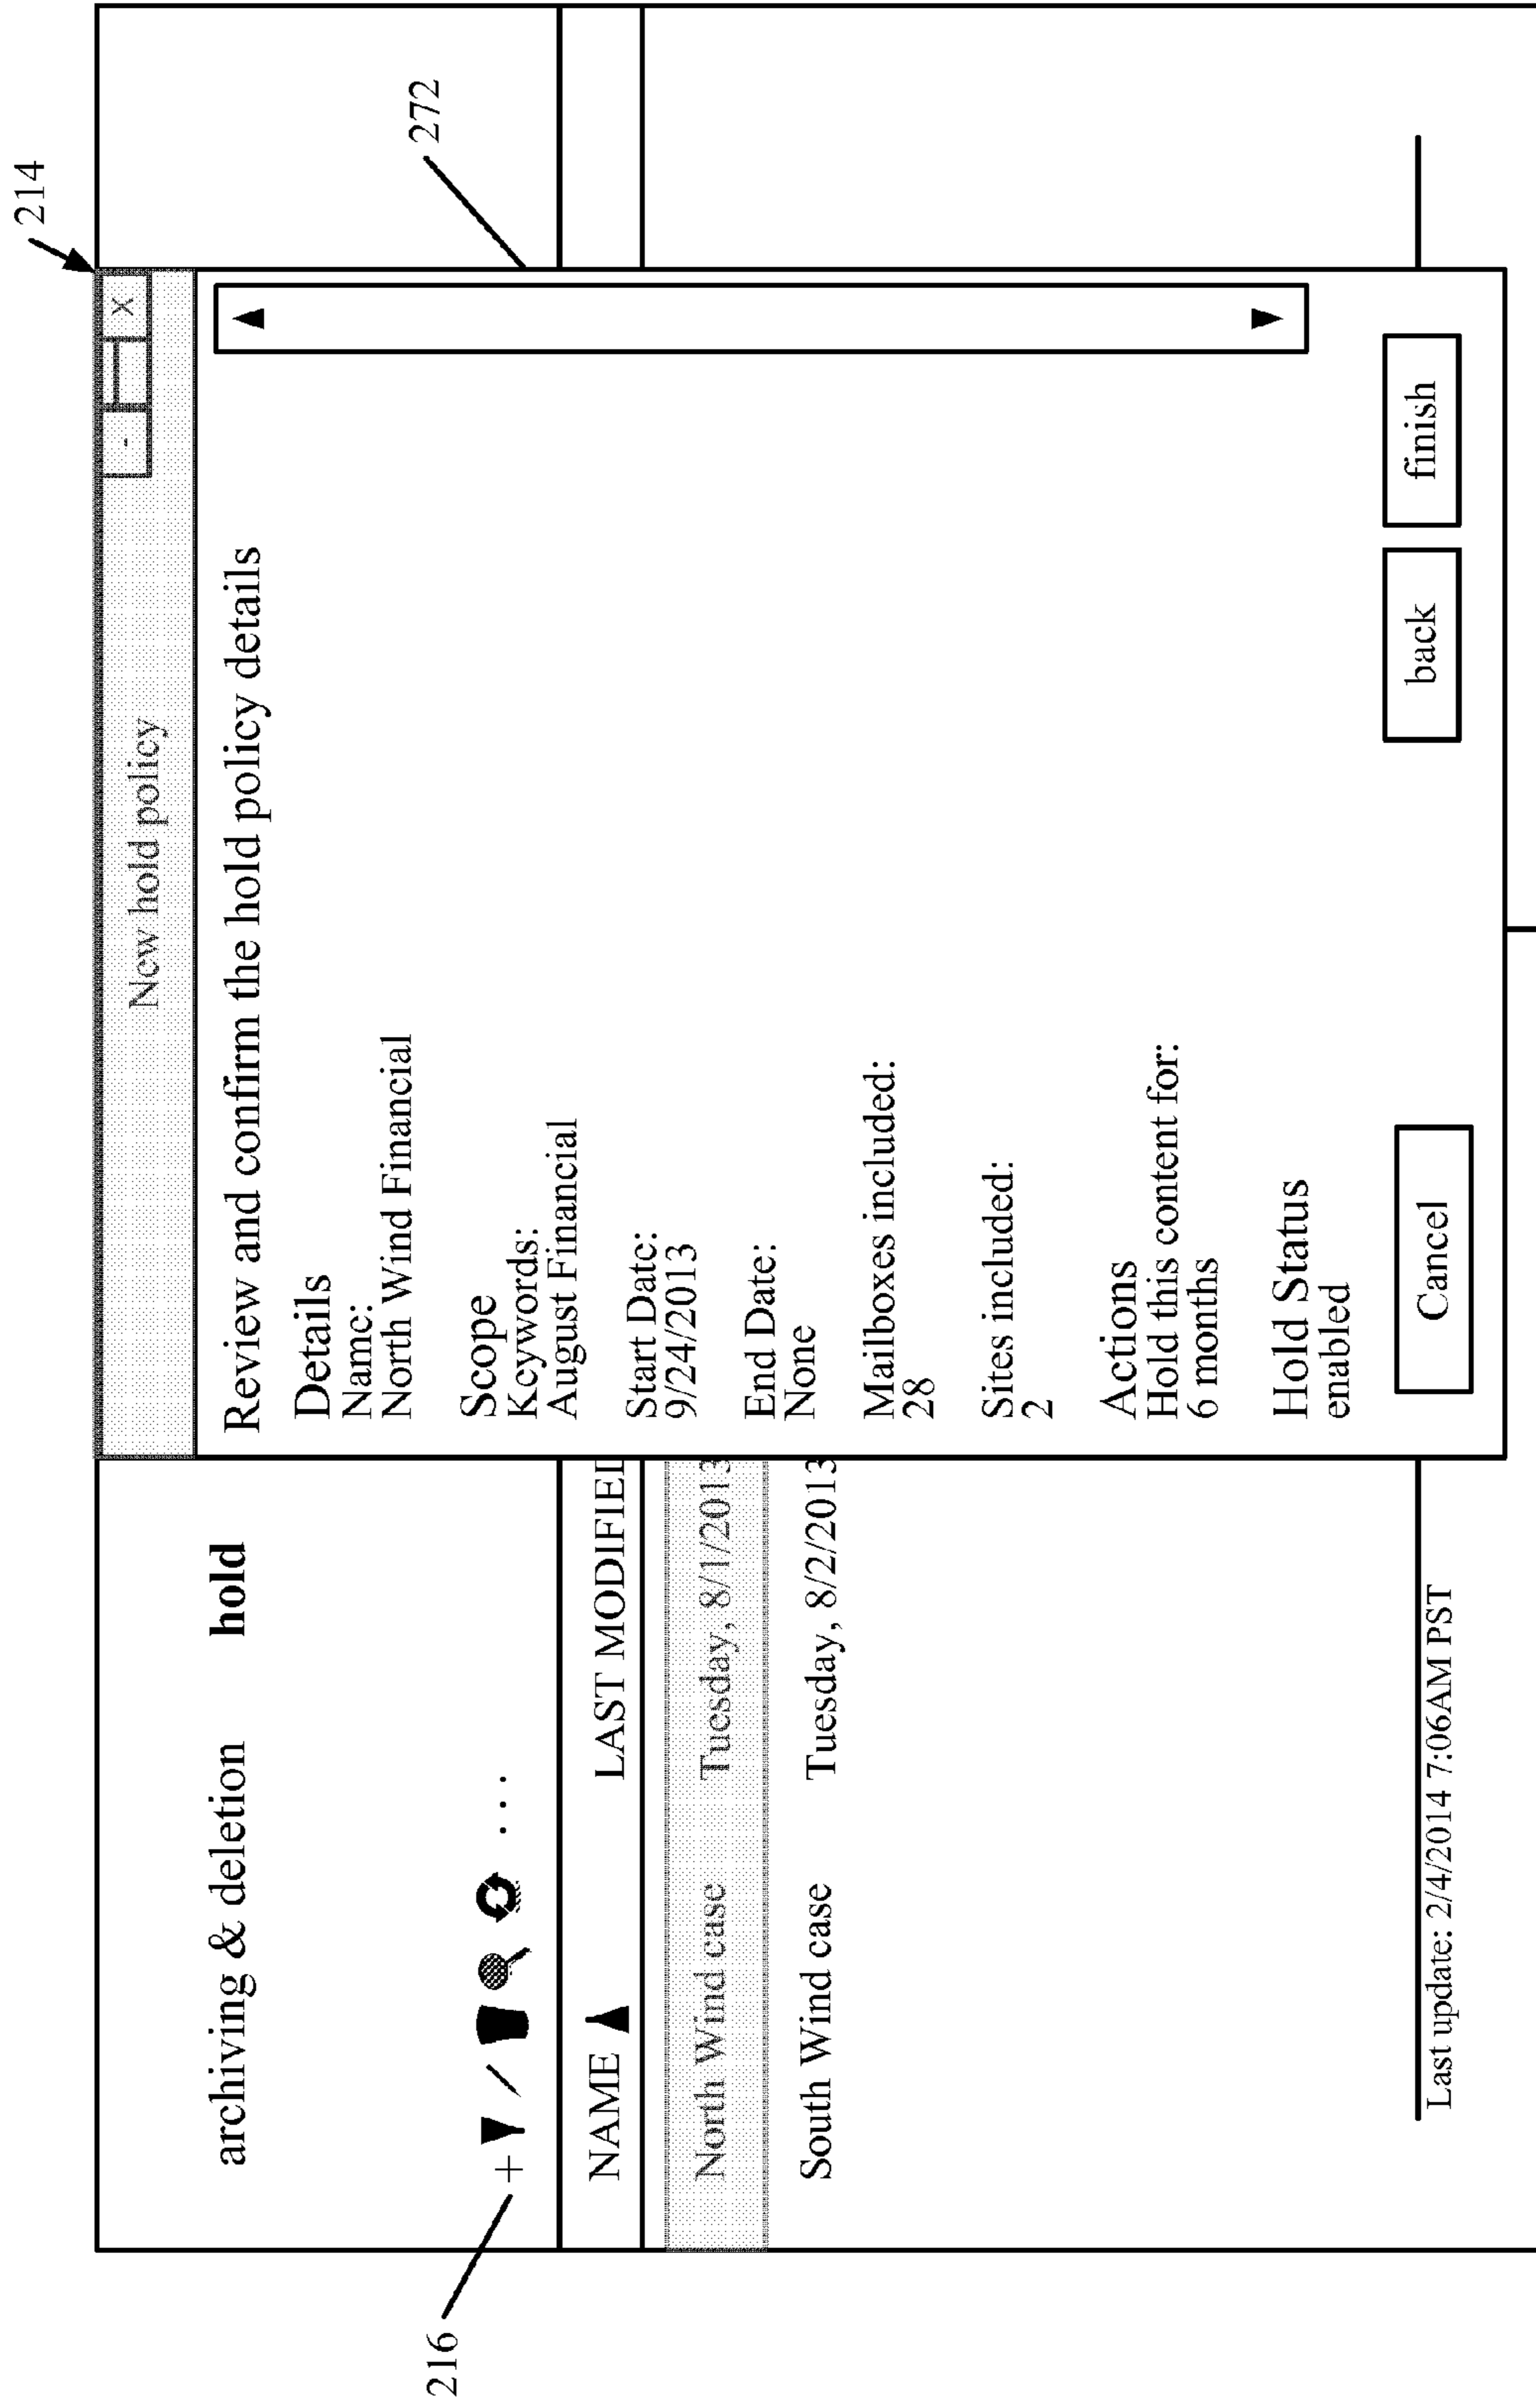 214
archiving & deletion hold
216
+ ...
NAME LAST MODIFIED
North Wind case Tuesday, 8/1/2013
South Wind case Tuesday, 8/2/2013
Last update: 2/4/2014 7:06AM PST
New hold policy
- X
272
Review and confirm the hold policy details
Details
Name:
North Wind Financial
Scope
Keywords:
August Financial
Start Date:
9/24/2013
End Date:
None
Mailboxes included:
28
Sites included:
2
Actions
Hold this content for:
6 months
Hold Status
enabled
Cancel back finish